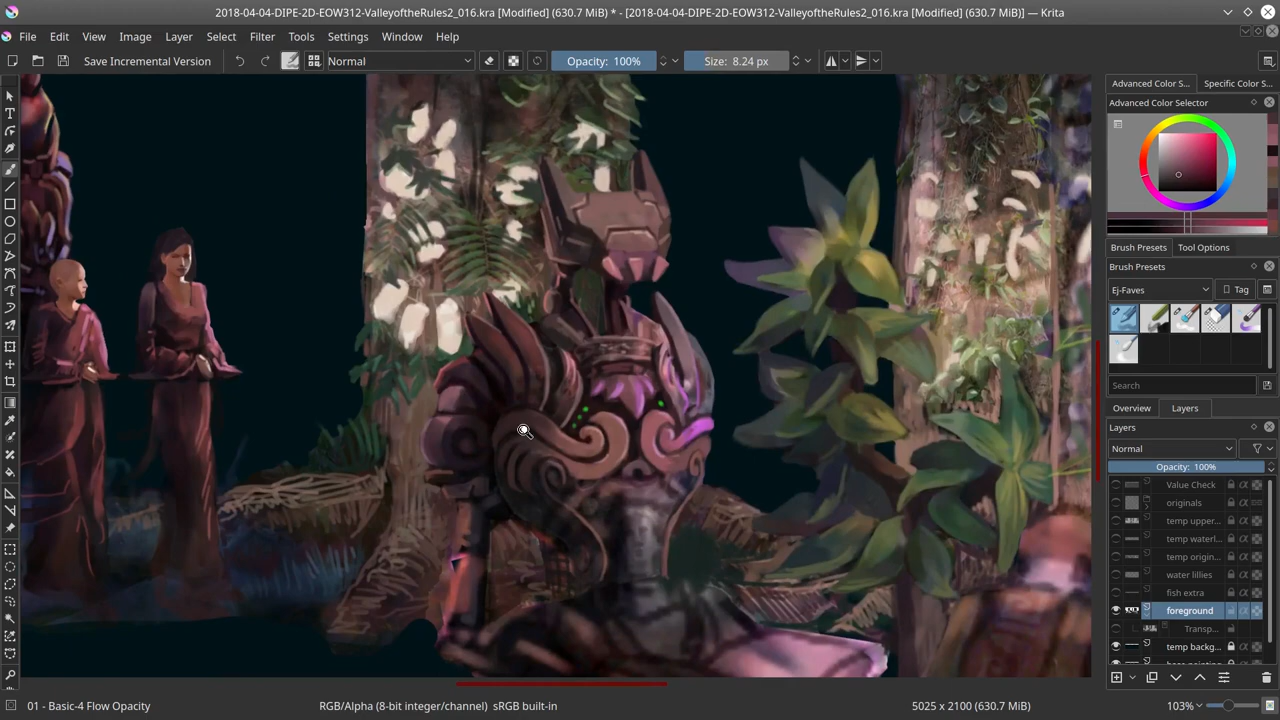 2018-04-04-DIPE-2D-EOW312-ValleyoftheRules2_016.kra [Modified] (630.7 MiB) * - [2018-04-04-DIPE-2D-EOW312-ValleyoftheRules2_016.kra [Modified] (630.7 MiB)] — Krita
File Edit View Image Layer Select Filter Tools Settings Window Help
Save Incremental Version Normal Opacity: 100% Size: 8.24 px
Advanced Color S... Specific Color S...
Advanced Color Selector
Brush Presets Tool Options
Brush Presets
Ej-Faves Tag
Search
Overview Layers
Layers
Normal
Opacity: 100%
Value Check
originals
temp upper...
temp waterl...
temp origin...
water lillies
fish extra
foreground
Transp...
temp backg...
01 - Basic-4 Flow Opacity RGB/Alpha (8-bit integer/channel) sRGB built-in 5025 x 2100 (630.7 MiB) 103%